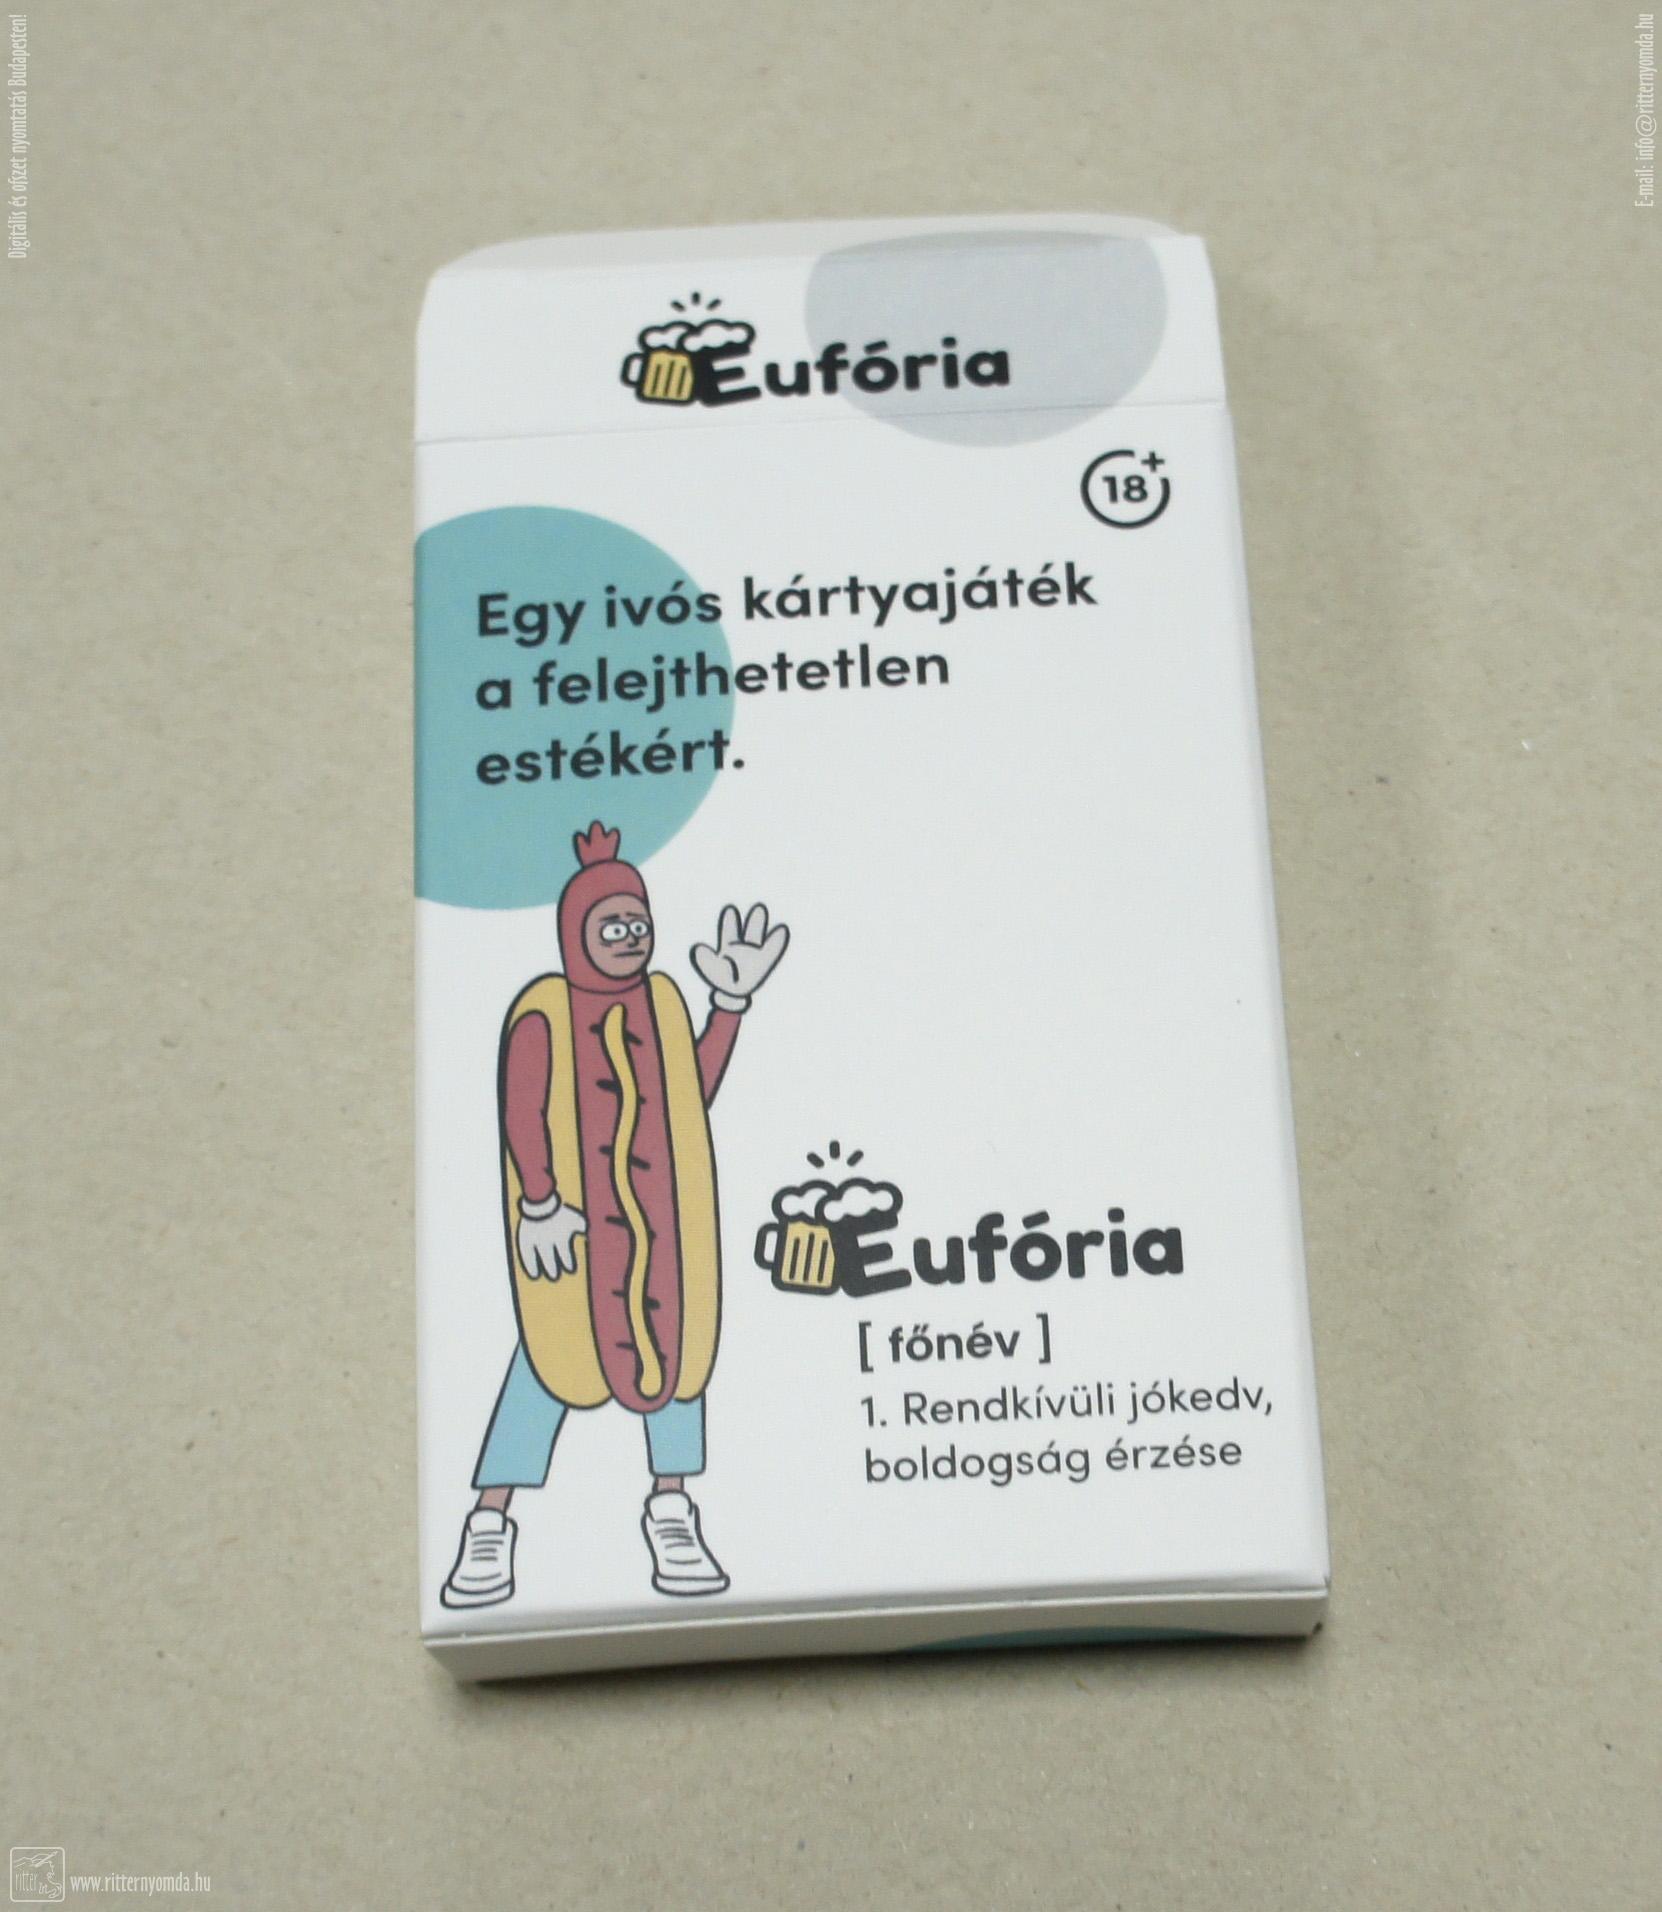 Digitális és ofszet nyomtatás Budapesten!
E-mail: info@ritternyomda.hu
Eufória
18+
Egy ivós kártyajáték
a felejthetetlen
estékért.
Eufória
[ főnév ]
1. Rendkívüli jókedv,
boldogság érzése
ritter
www.ritternyomda.hu